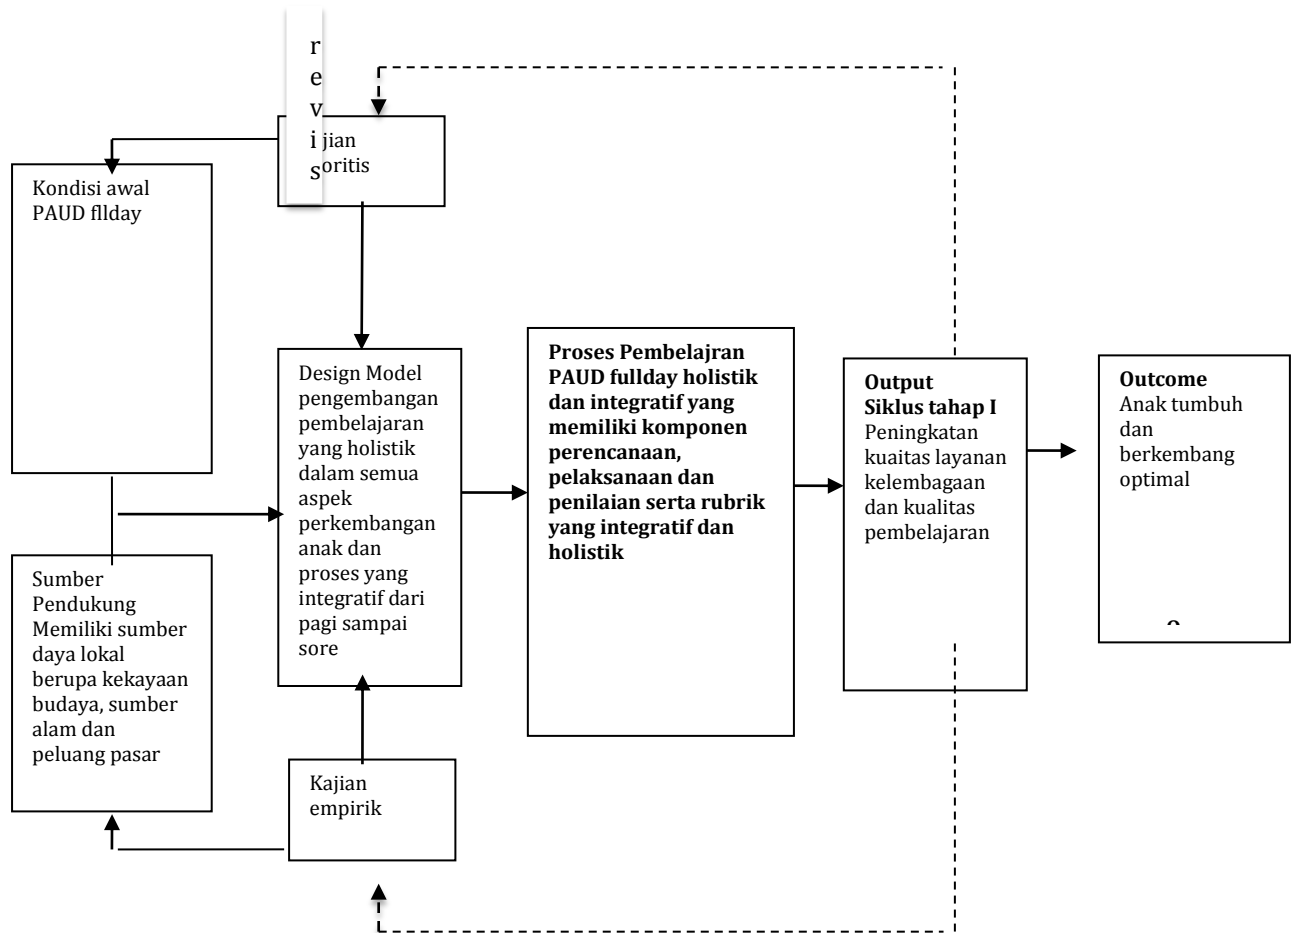 r
e
v
i
s
jian
oritis
Kondisi awal
PAUD fllday
Sumber
Pendukung
Memiliki sumber
daya lokal
berupa kekayaan
budaya, sumber
alam dan
peluang pasar
Design Model
pengembangan
pembelajaran
yang holistik
dalam semua
aspek
perkembangan
anak dan
proses yang
integratif dari
pagi sampai
sore
Kajian
empirik
Proses Pembelajran
PAUD fullday holistik
dan integratif yang
memiliki komponen
perencanaan,
pelaksanaan dan
penilaian serta rubrik
yang integratif dan
holistik
Output
Siklus tahap I
Peningkatan
kuaitas layanan
kelembagaan
dan kualitas
pembelajaran
Outcome
Anak tumbuh
dan
berkembang
optimal